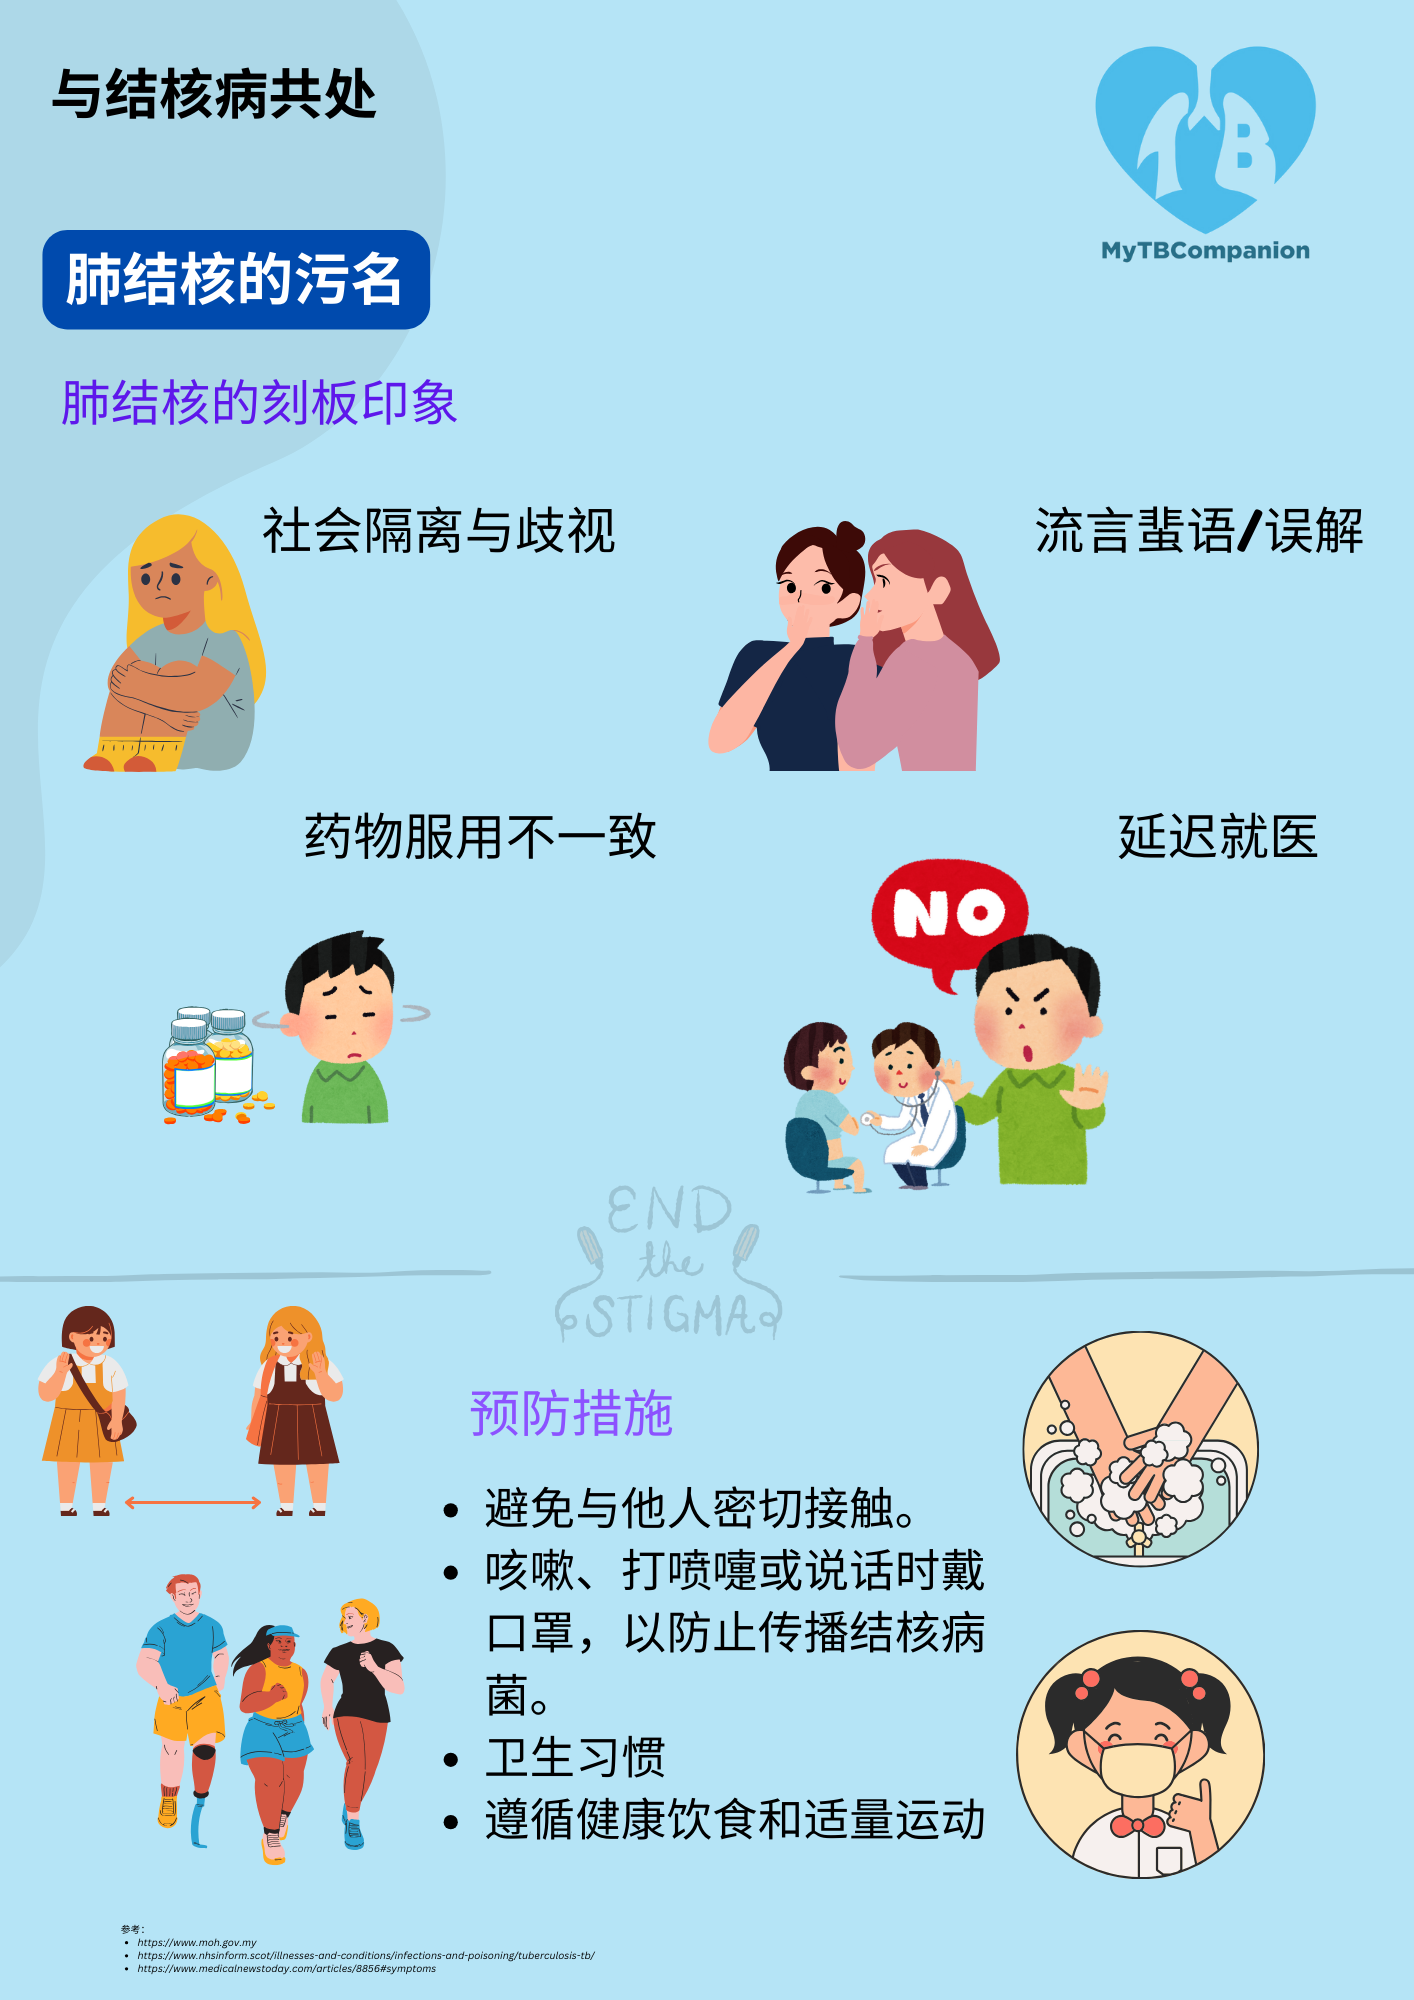 与结核病共处
TB
MyTBCompanion
肺结核的污名
肺结核的刻板印象
社会隔离与歧视
流言蜚语/误解
药物服用不一致
延迟就医
NO
END
the
STIGMA
预防措施
• 避免与他人密切接触。
• 咳嗽、打喷嚏或说话时戴
口罩，以防止传播结核病
菌。
• 卫生习惯
• 遵循健康饮食和适量运动
参考：
• https://www.moh.gov.my
• https://www.nhsinform.scot/illnesses-and-conditions/infections-and-poisoning/tuberculosis-tb/
• https://www.medicalnewstoday.com/articles/8856#symptoms